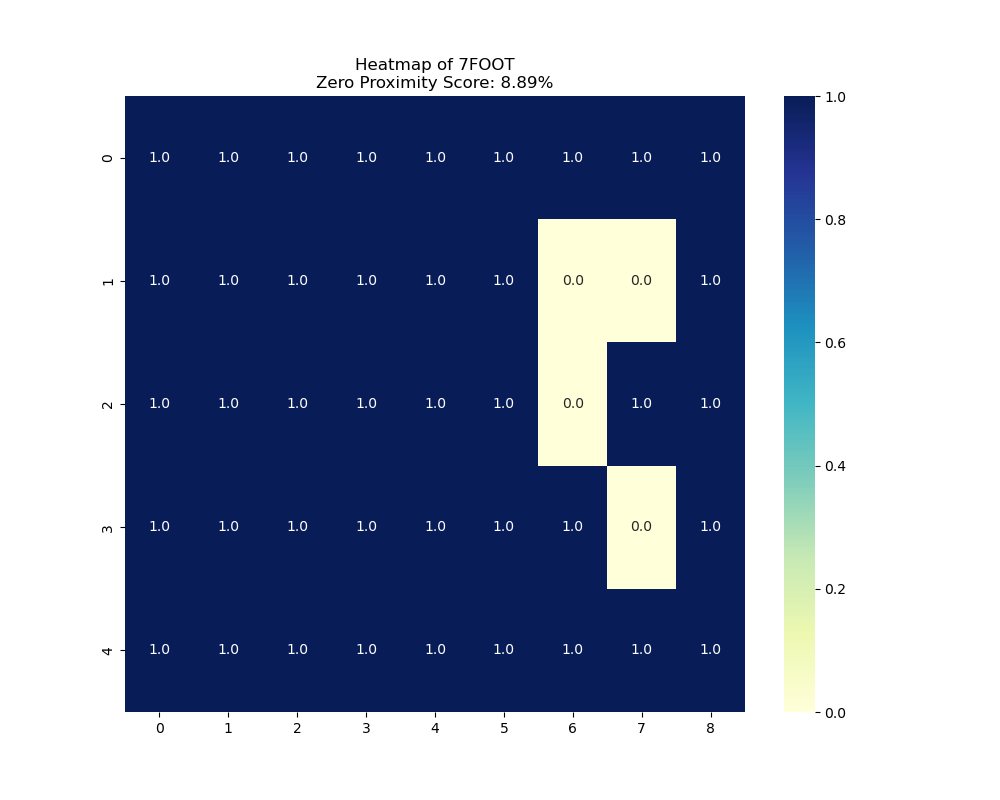 Heatmap of 7FOOT
Zero Proximity Score: 8.89%
0 1.0 1.0 1.0 1.0 1.0 1.0 1.0 1.0 1.0
1 1.0 1.0 1.0 1.0 1.0 1.0 0.0 0.0 1.0
2 1.0 1.0 1.0 1.0 1.0 1.0 0.0 1.0 1.0
3 1.0 1.0 1.0 1.0 1.0 1.0 1.0 0.0 1.0
4 1.0 1.0 1.0 1.0 1.0 1.0 1.0 1.0 1.0
0 1 2 3 4 5 6 7 8
1.0
0.8
0.6
0.4
0.2
0.0